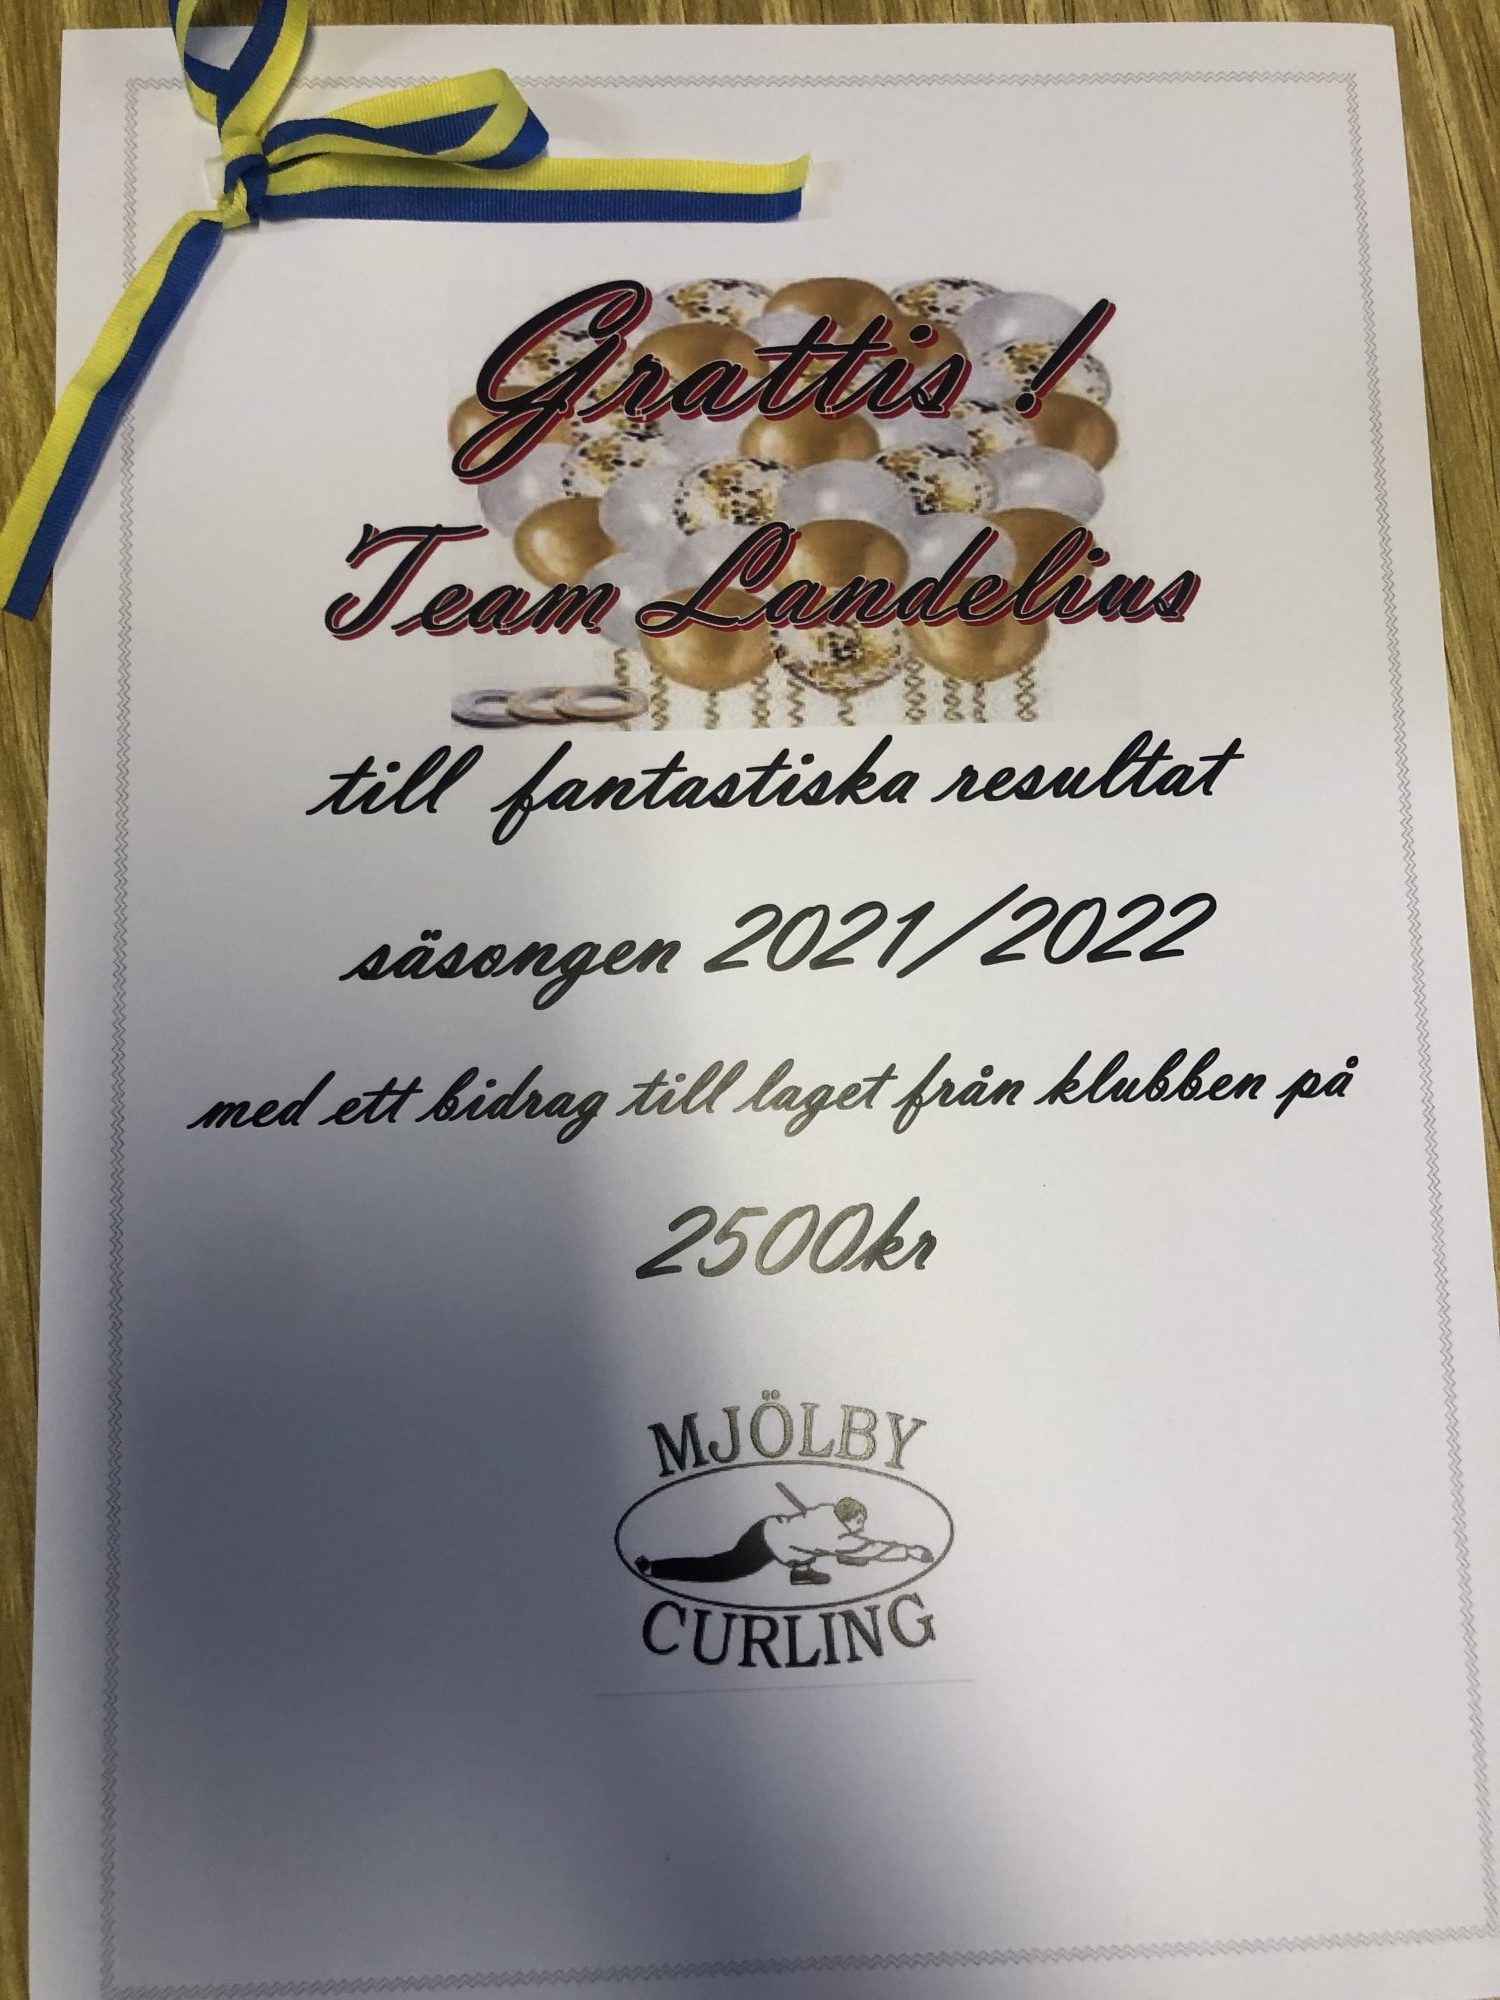 Grattis !
Team Landelius
till fantastiska resultat
säsongen 2021/2022
med ett bidrag till laget från klubben på
2500kr
MJÖLBY
CURLING